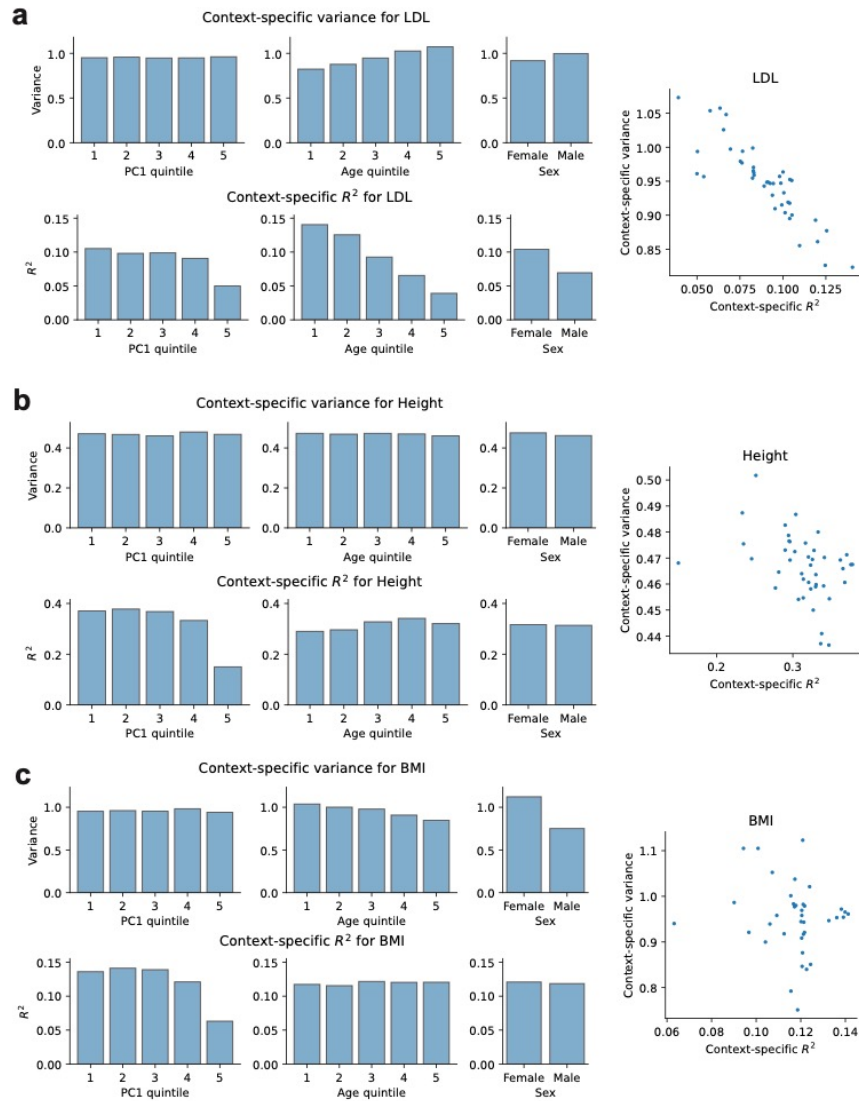 a
Context-specific variance for LDL
Variance
1.0
0.5
0.0
1 2 3 4 5
PC1 quintile
1.0
0.5
0.0
1 2 3 4 5
Age quintile
1.0
0.5
0.0
Female Male
Sex
Context-specific R² for LDL
R²
0.15
0.10
0.05
0.00
1 2 3 4 5
PC1 quintile
0.15
0.10
0.05
0.00
1 2 3 4 5
Age quintile
0.15
0.10
0.05
0.00
Female Male
Sex
LDL
Context-specific variance
1.05
1.00
0.95
0.90
0.85
0.050 0.075 0.100 0.125
Context-specific R²
b
Context-specific variance for Height
Variance
0.4
0.2
0.0
1 2 3 4 5
PC1 quintile
0.4
0.2
0.0
1 2 3 4 5
Age quintile
0.4
0.2
0.0
Female Male
Sex
Context-specific R² for Height
R²
0.4
0.2
0.0
1 2 3 4 5
PC1 quintile
0.4
0.2
0.0
1 2 3 4 5
Age quintile
0.4
0.2
0.0
Female Male
Sex
Height
Context-specific variance
0.50
0.49
0.48
0.47
0.46
0.45
0.44
0.2 0.3
Context-specific R²
c
Context-specific variance for BMI
Variance
1.0
0.5
0.0
1 2 3 4 5
PC1 quintile
1.0
0.5
0.0
1 2 3 4 5
Age quintile
1.0
0.5
0.0
Female Male
Sex
Context-specific R² for BMI
R²
0.15
0.10
0.05
0.00
1 2 3 4 5
PC1 quintile
0.15
0.10
0.05
0.00
1 2 3 4 5
Age quintile
0.15
0.10
0.05
0.00
Female Male
Sex
BMI
Context-specific variance
1.1
1.0
0.9
0.8
0.06 0.08 0.10 0.12 0.14
Context-specific R²